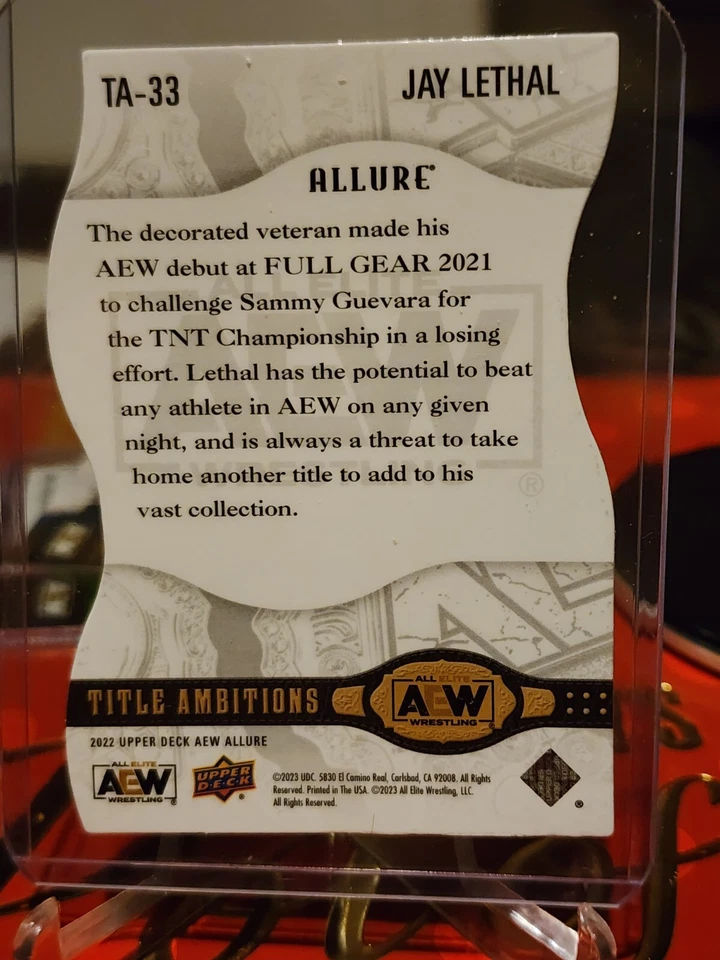 TA-33
JAY LETHAL
ALLURE®
The decorated veteran made his
AEW debut at FULL GEAR 2021
to challenge Sammy Guevara for
the TNT Championship in a losing
effort. Lethal has the potential to beat
any athlete in AEW on any given
night, and is always a threat to take
home another title to add to his
vast collection.
®
TITLE AMBITIONS
ALL ELITE
AEW
WRESTLING
2022 UPPER DECK AEW ALLURE
ALL ELITE
AEW
WRESTLING®
UPPER
DECK®
©2023 UDC. 5830 El Camino Real, Carlsbad, CA 92008. All Rights
Reserved. Printed in The USA. ©2023 All Elite Wrestling, LLC.
All Rights Reserved.
®